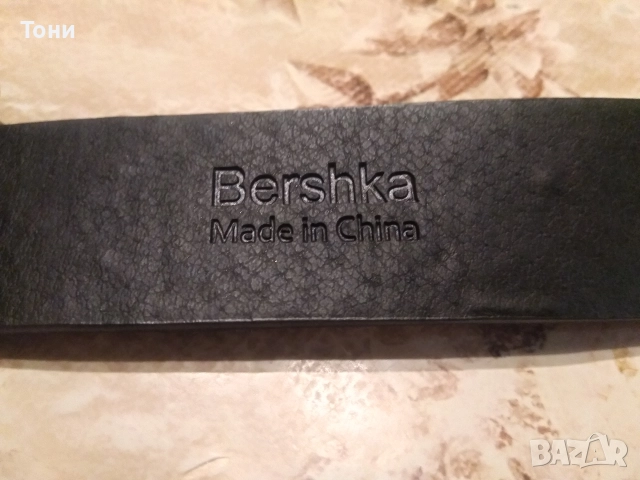 Тони
Bershka
Made in China
BAZAR